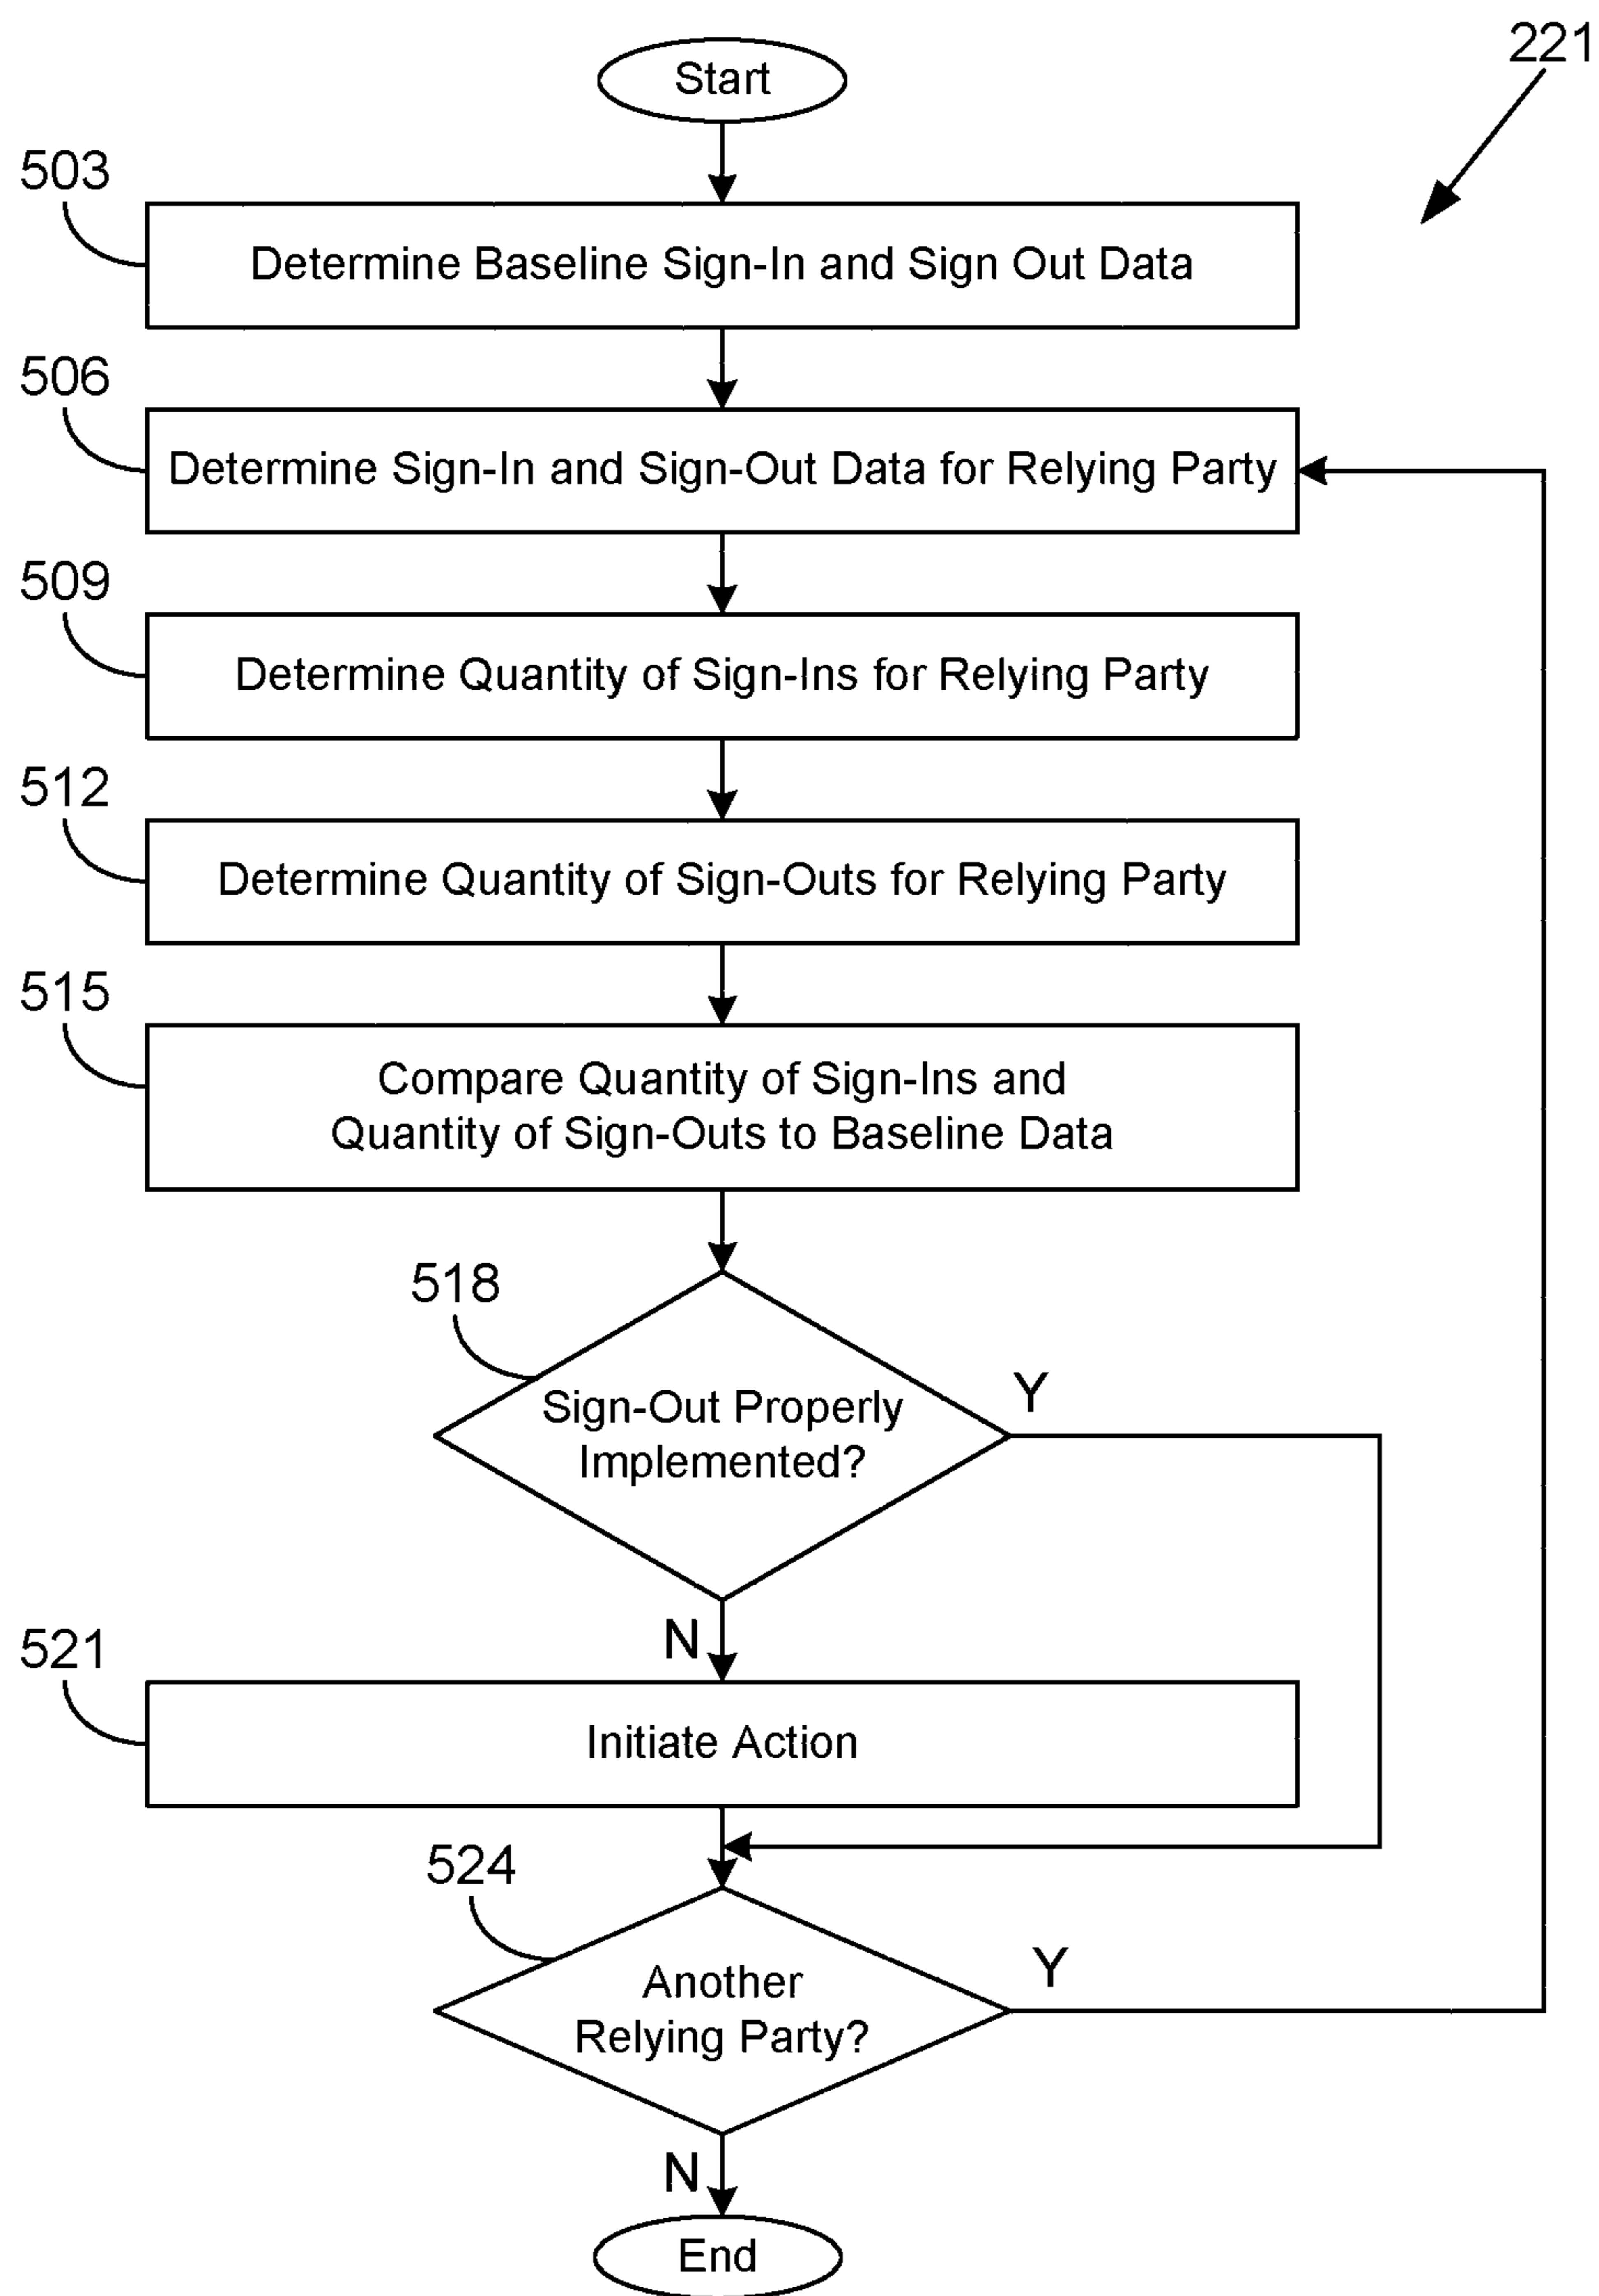 221
Start
503
Determine Baseline Sign-In and Sign Out Data
506
Determine Sign-In and Sign-Out Data for Relying Party
509
Determine Quantity of Sign-Ins for Relying Party
512
Determine Quantity of Sign-Outs for Relying Party
515
Compare Quantity of Sign-Ins and
Quantity of Sign-Outs to Baseline Data
518
Sign-Out Properly
Implemented?
Y
N
521
Initiate Action
524
Another
Relying Party?
Y
N
End